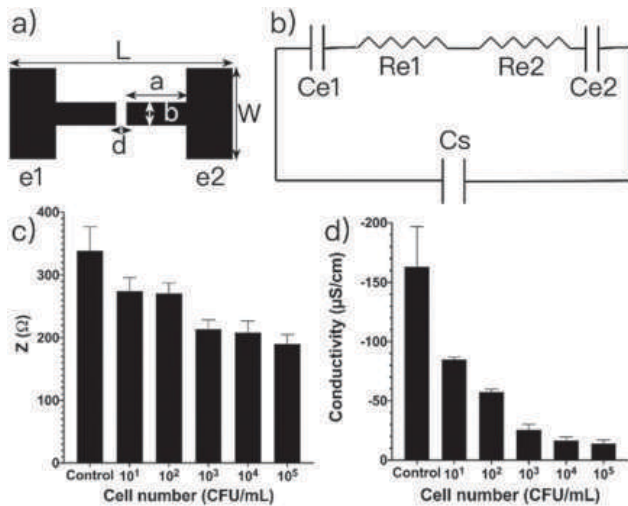 a)
L
a
b
W
d
e1
e2
b)
Ce1
Re1
Re2
Ce2
Cs
c)
400
300
200
100
0
Z (Ω)
Control 10¹ 10² 10³ 10⁴ 10⁵
Cell number (CFU/mL)
d)
-200
-150
-100
-50
0
Conductivity (µS/cm)
Control 10¹ 10² 10³ 10⁴ 10⁵
Cell number (CFU/mL)